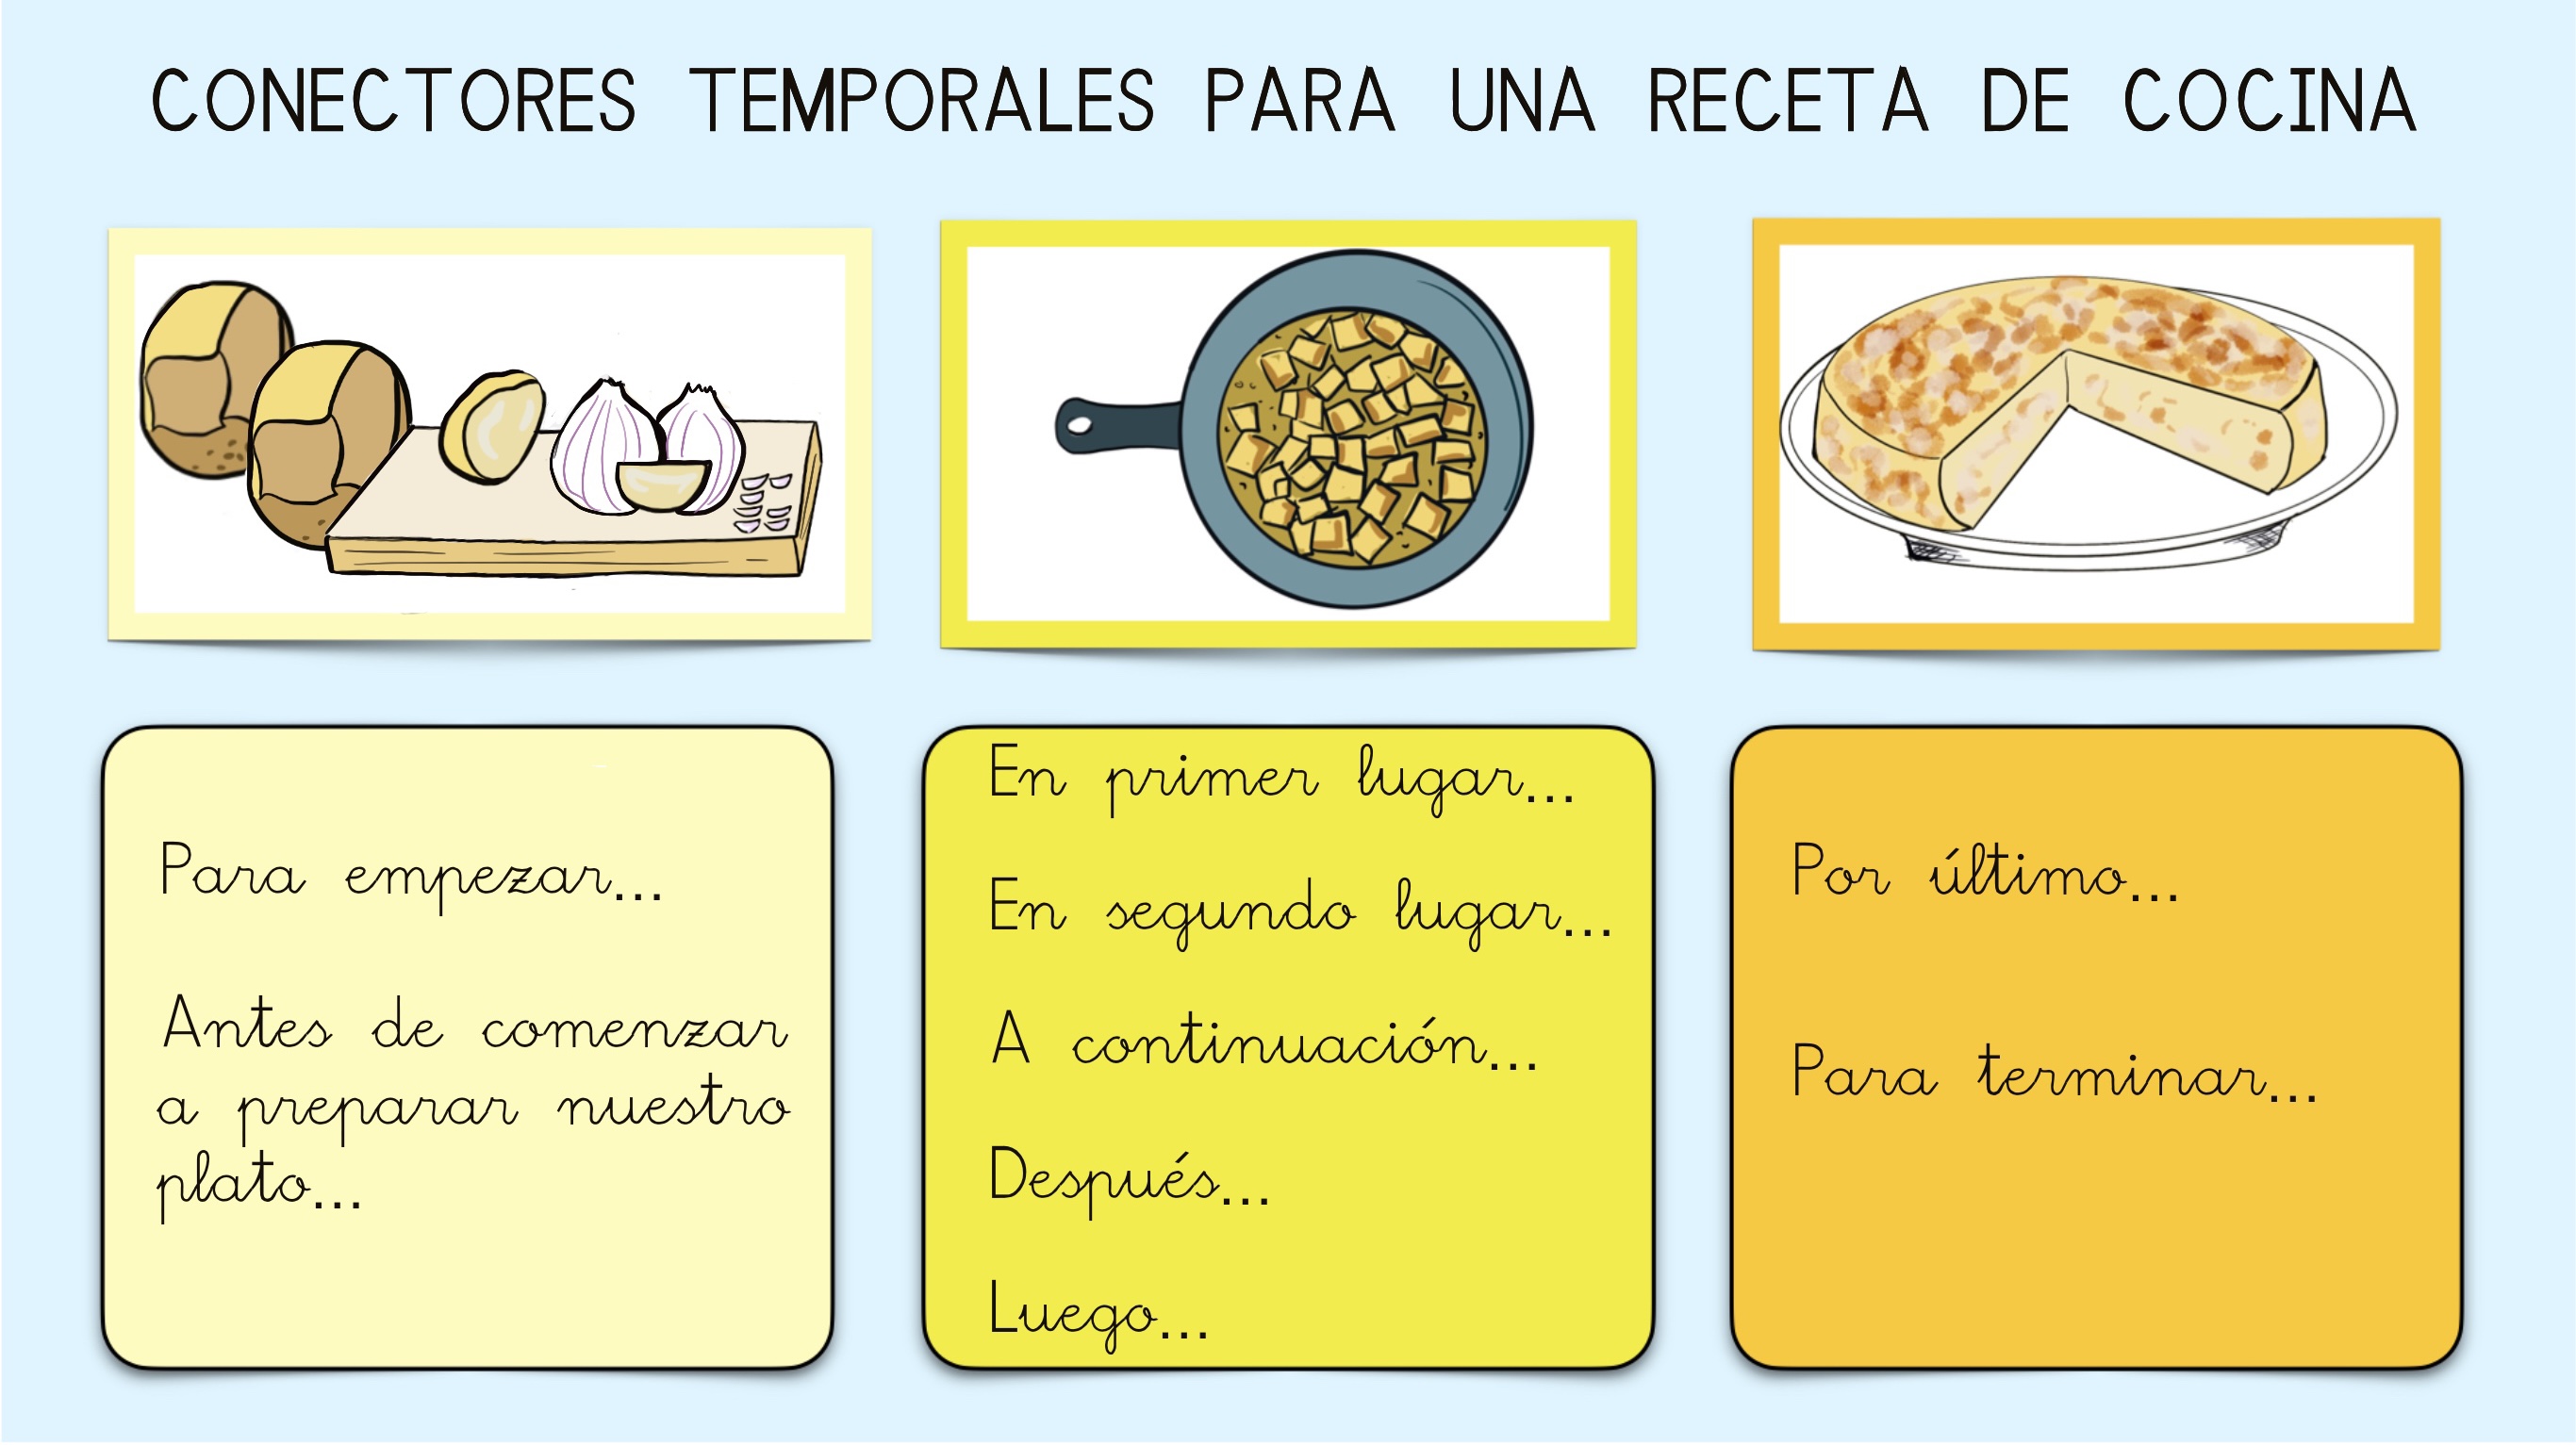 CONECTORES TEMPORALES PARA UNA RECETA DE COCINA
Para empezar...
Antes de comenzar
a preparar nuestro
plato...
En primer lugar...
En segundo lugar...
A continuación...
Después...
Luego...
Por último...
Para terminar...